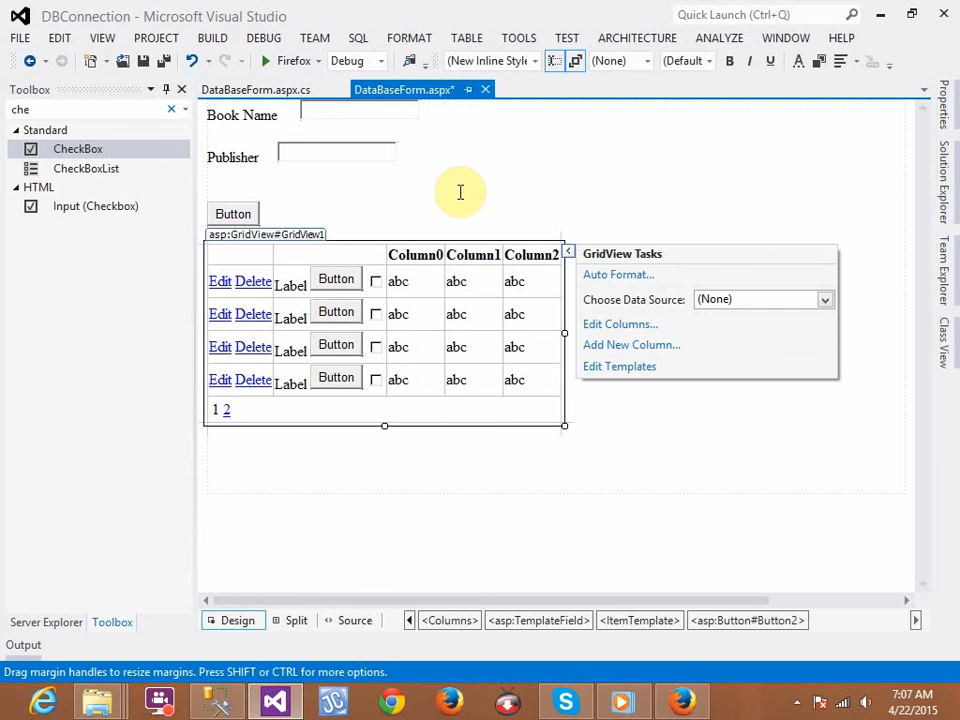 DBConnection - Microsoft Visual Studio
Quick Launch (Ctrl+Q)
FILE EDIT VIEW PROJECT BUILD DEBUG TEAM SQL FORMAT TABLE TOOLS TEST ARCHITECTURE ANALYZE WINDOW HELP
Firefox Debug (New Inline Style (None) (Default) B I U A
Toolbox
DataBaseForm.aspx.cs DataBaseForm.aspx*
che
Standard
CheckBox
CheckBoxList
HTML
Input (Checkbox)
Book Name
Publisher
Button
asp:GridView#GridView1
Column0 Column1 Column2
Edit Delete Label Button abc abc abc
Edit Delete Label Button abc abc abc
Edit Delete Label Button abc abc abc
Edit Delete Label Button abc abc abc
1 2
GridView Tasks
Auto Format...
Choose Data Source: (None)
Edit Columns...
Add New Column...
Edit Templates
Properties
Solution Explorer
Team Explorer
Class View
Server Explorer Toolbox
Design Split Source <Columns> <asp:TemplateField> <ItemTemplate> <asp:Button#Button2>
Output
Drag margin handles to resize margins. Press SHIFT or CTRL for more options.
JC
7:07 AM
4/22/2015